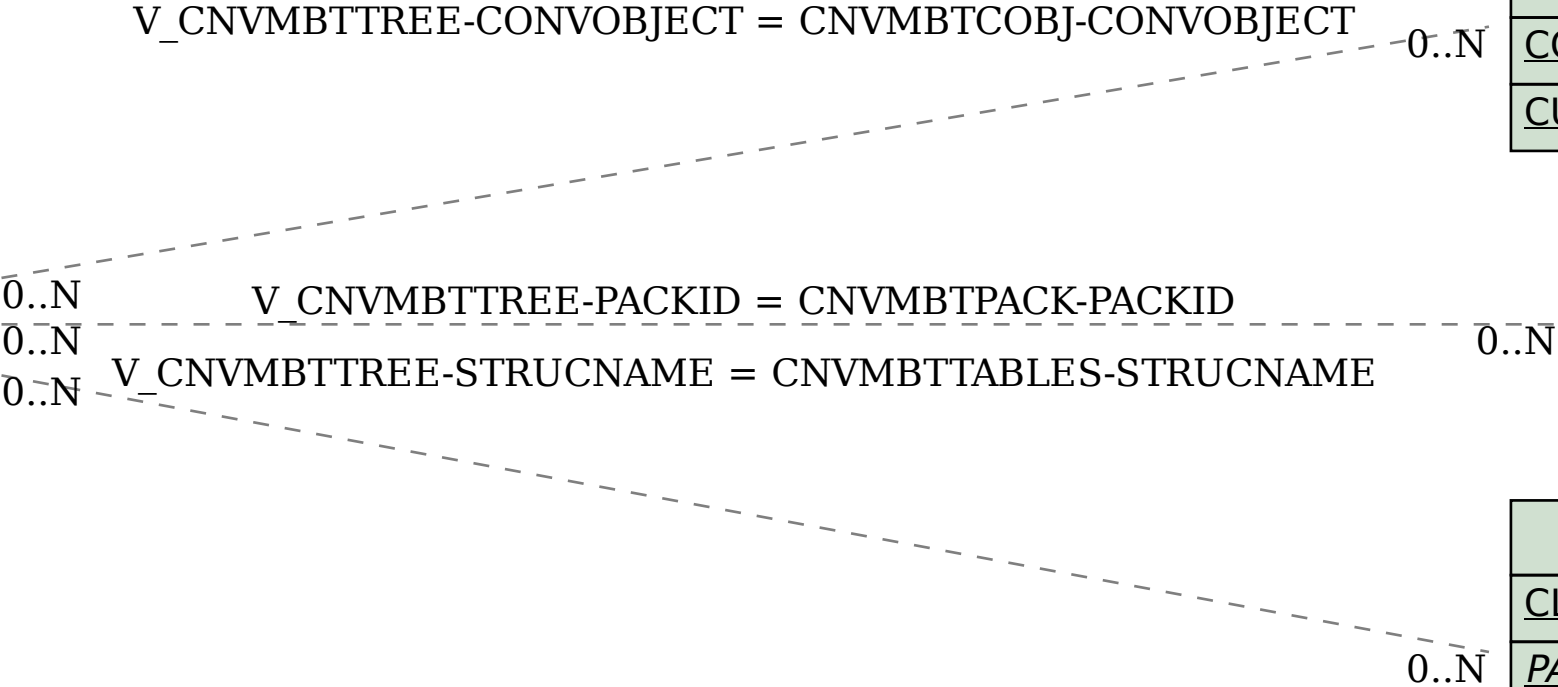 V_CNVMBTTREE-CONVOBJECT = CNVMBTCOBJ-CONVOBJECT
0..N
0..N
V_CNVMBTTREE-PACKID = CNVMBTPACK-PACKID
0..N
0..N
V_CNVMBTTREE-STRUCNAME = CNVMBTTABLES-STRUCNAME
0..N
0..N